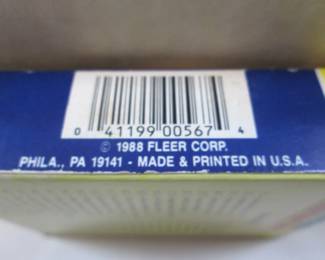 0 41199 00567 4
© 1988 FLEER CORP.
PHILA., PA 19141 - MADE & PRINTED IN U.S.A.